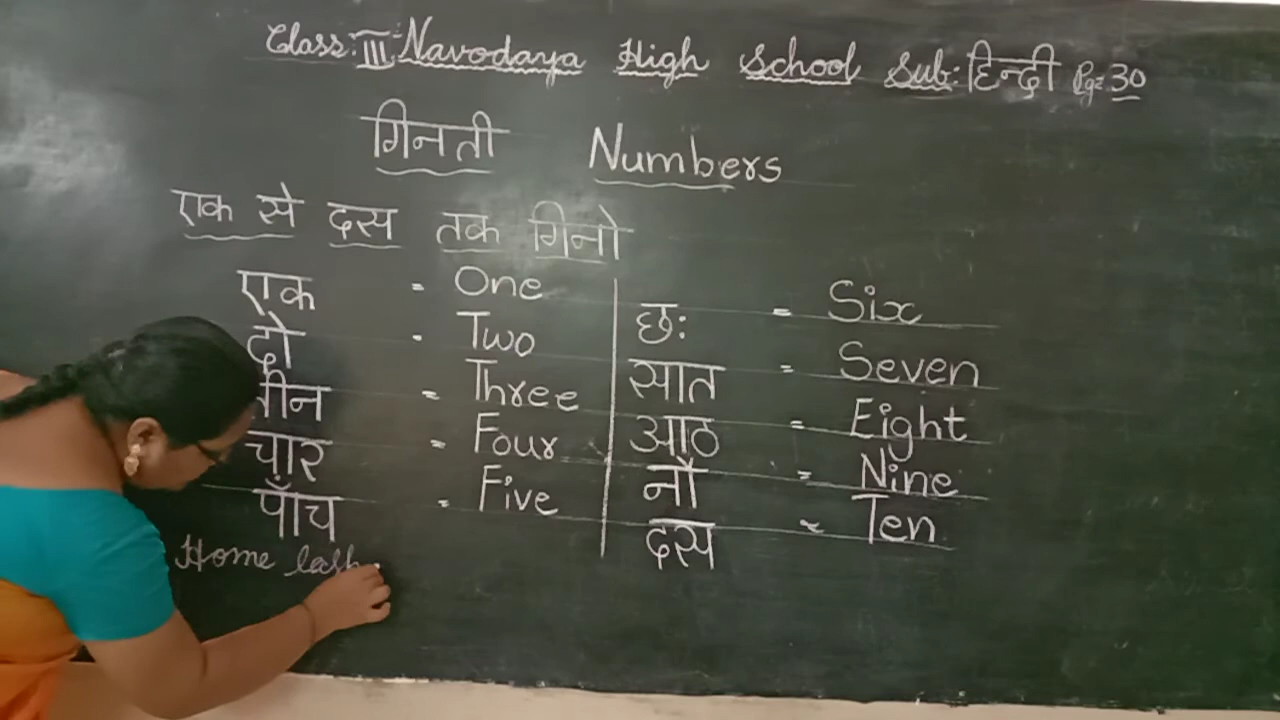 Class: III Navodaya High School Sub: हिन्दी Pg: 30
गिनती Numbers
एक से दस तक गिनो
एक = One
दो = Two
तीन = Three
चार = Four
पाँच = Five
छः = Six
सात = Seven
आठ = Eight
नौ = Nine
दस = Ten
Home